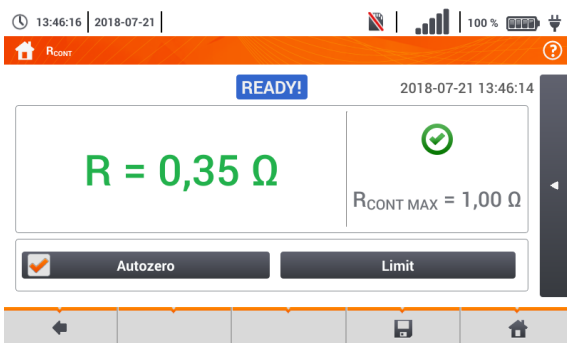 13:46:16 2018-07-21 100 %
RCONT ?
READY! 2018-07-21 13:46:14
R = 0,35 Ω
RCONT MAX = 1,00 Ω
Autozero Limit